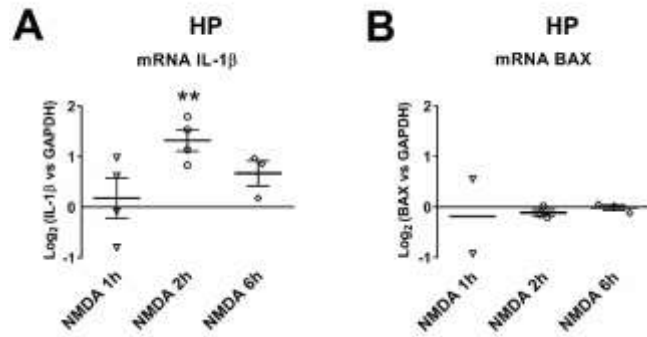 A
HP
mRNA IL-1β
**
Log2 (IL-1β vs GAPDH)
2
1
0
-1
NMDA 1h
NMDA 2h
NMDA 6h
B
HP
mRNA BAX
Log2 (BAX vs GAPDH)
2
1
0
-1
NMDA 1h
NMDA 2h
NMDA 6h